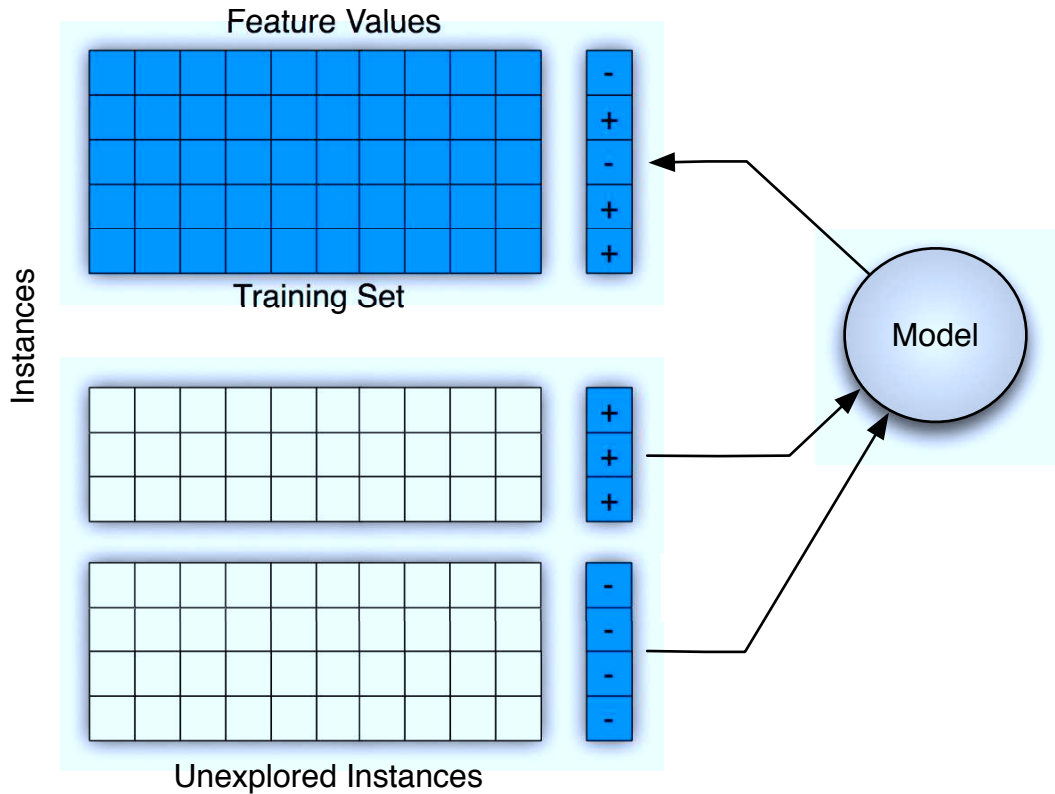 Feature Values
-
+
-
+
+
Training Set
Instances
Model
+
+
+
-
-
-
-
Unexplored Instances